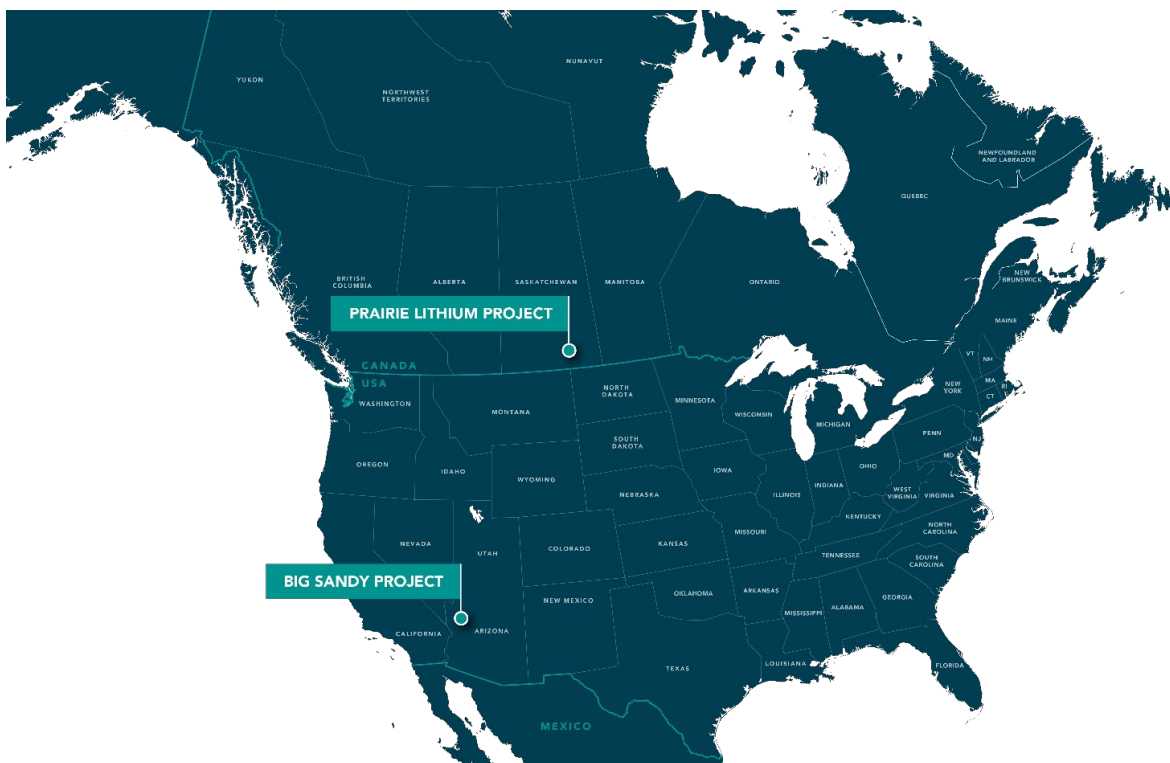 YUKON
NUNAVUT
NORTHWEST
TERRITORIES
NEWFOUNDLAND
AND LABRADOR
QUEBEC
BRITISH
COLUMBIA
ALBERTA
SASKATCHEWAN
MANITOBA
ONTARIO
NEW
BRUNSWICK
PRAIRIE LITHIUM PROJECT
MAINE
CANADA
USA
VT
NH
WASHINGTON
MONTANA
NORTH
DAKOTA
MINNESOTA
WISCONSIN
MICHIGAN
NEW
YORK
MA
RI
CT
OREGON
IDAHO
WYOMING
SOUTH
DAKOTA
IOWA
PENN
NJ
MD
NEBRASKA
ILLINOIS
INDIANA
OHIO
WEST
VIRGINIA
VIRGINIA
KENTUCKY
NEVADA
UTAH
COLORADO
KANSAS
MISSOURI
NORTH
CAROLINA
TENNESSEE
SOUTH
CAROLINA
BIG SANDY PROJECT
NEW MEXICO
OKLAHOMA
ARKANSAS
MISSISSIPPI
ALABAMA
GEORGIA
CALIFORNIA
ARIZONA
TEXAS
LOUISIANA
FLORIDA
MEXICO